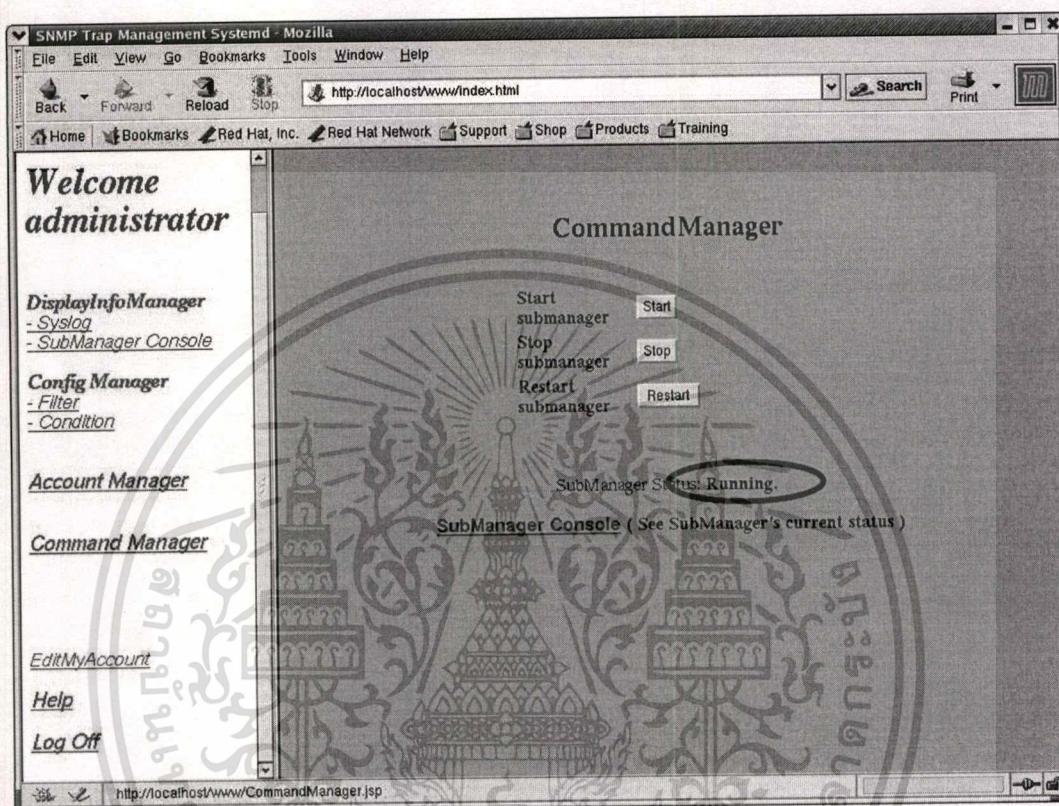 SNMP Trap Management Systemd - Mozilla
File Edit View Go Bookmarks Tools Window Help
Back Forward Reload Stop http://localhost/www/index.html Search Print
Home Bookmarks Red Hat, Inc. Red Hat Network Support Shop Products Training
Welcome
administrator
DisplayInfoManager
- Syslog
- SubManager Console
Config Manager
- Filter
- Condition
Account Manager
Command Manager
EditMyAccount
Help
Log Off
CommandManager
Start
submanager
Start
Stop
submanager
Stop
Restart
submanager
Restart
SubManager Status: Running.
SubManager Console ( See SubManager's current status )
http://localhost/www/CommandManager.jsp